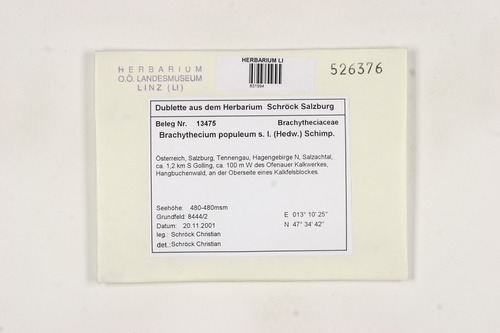 HERBARIUM
O.Ö. LANDESMUSEUM
LINZ (LI)
HERBARIUM LI
831994
526376
Dublette aus dem Herbarium Schröck Salzburg
Beleg Nr. 13475 Brachytheciaceae
Brachythecium populeum s. l. (Hedw.) Schimp.
Österreich, Salzburg, Tennengau, Hagengebirge N, Salzachtal,
ca. 1,2 km S Golling, ca. 100 m W des Ofenauer Kalkwerkes,
Hangbuchenwald, an der Oberseite eines Kalkfelsblockes.
Seehöhe: 480-480msm
Grundfeld: 8444/2 E 013° 10' 25"
Datum: 20.11.2001 N 47° 34' 42"
leg.: Schröck Christian
det.: Schröck Christian